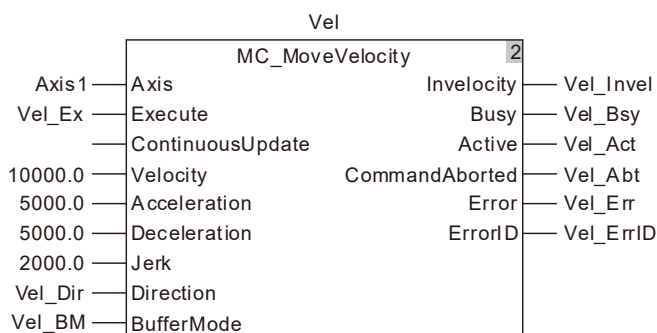 Vel
MC_MoveVelocity 2
Axis1 Axis Invelocity Vel_Invel
Vel_Ex Execute Busy Vel_Bsy
ContinuousUpdate Active Vel_Act
10000.0 Velocity CommandAborted Vel_Abt
5000.0 Acceleration Error Vel_Err
5000.0 Deceleration ErrorID Vel_ErrID
2000.0 Jerk
Vel_Dir Direction
Vel_BM BufferMode